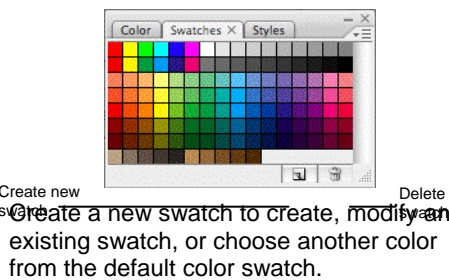 Color Swatches × Styles
Create new
swatch
Delete
swatch
Create a new swatch to create, modify an
existing swatch, or choose another color
from the default color swatch.